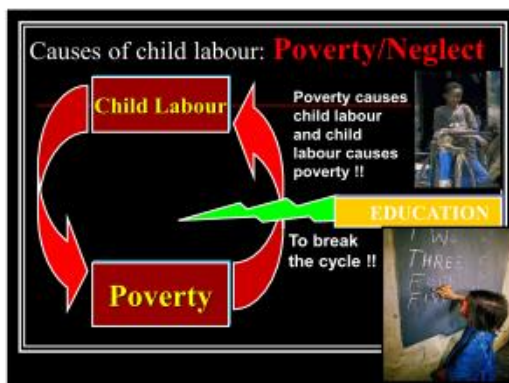 Causes of child labour: Poverty/Neglect
Child Labour
Poverty causes
child labour
and child
labour causes
poverty !!
EDUCATION
To break
the cycle !!
Poverty
THREE